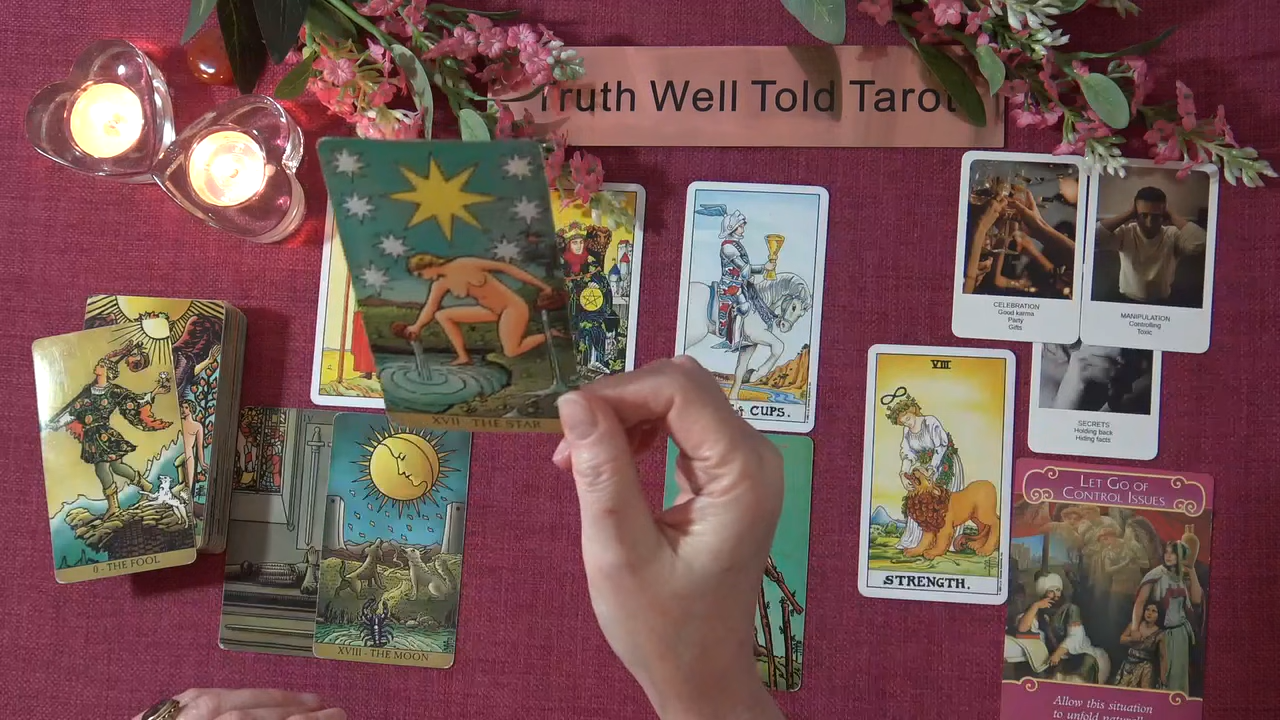 Truth Well Told Tarot
XVII - THE STAR
CUPS.
CELEBRATION
Good karma
Party
Gifts
MANIPULATION
Controlling
Toxic
SECRETS
Holding back
Hiding facts
VIII
STRENGTH.
LET GO OF
CONTROL ISSUES
Allow this situation
to unfold
0 - THE FOOL
XVIII - THE MOON